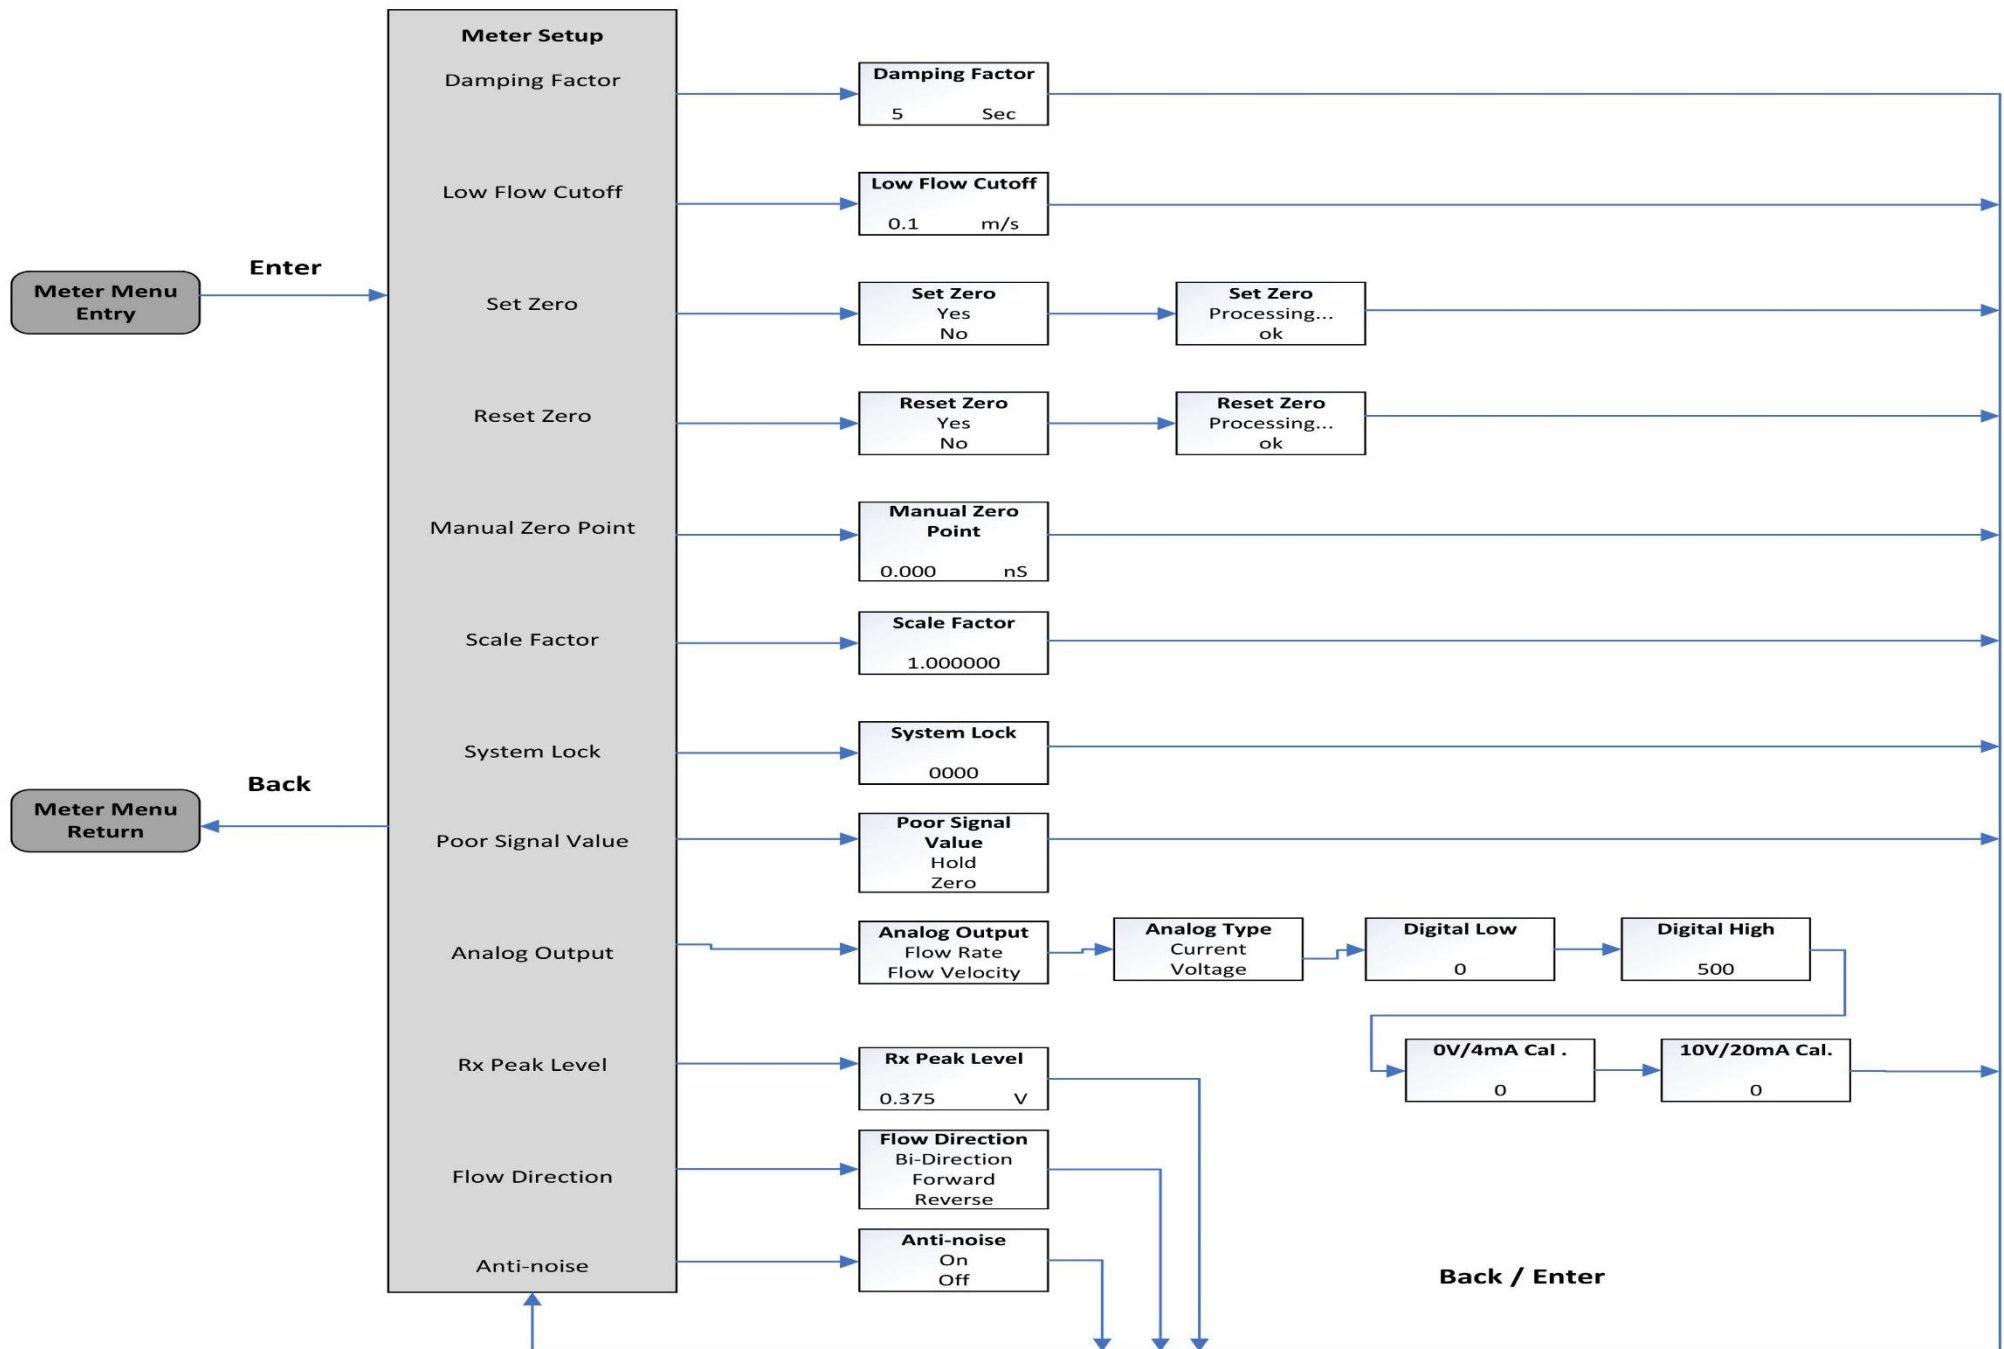 Meter Setup
Damping Factor
Damping Factor
5 Sec
Low Flow Cutoff
Low Flow Cutoff
0.1 m/s
Enter
Meter Menu
Entry
Set Zero
Set Zero
Yes
No
Set Zero
Processing...
ok
Reset Zero
Reset Zero
Yes
No
Reset Zero
Processing...
ok
Manual Zero Point
Manual Zero
Point
0.000 nS
Scale Factor
Scale Factor
1.000000
System Lock
System Lock
0000
Back
Meter Menu
Return
Poor Signal Value
Poor Signal
Value
Hold
Zero
Analog Output
Analog Output
Flow Rate
Flow Velocity
Analog Type
Current
Voltage
Digital Low
0
Digital High
500
0V/4mA Cal .
0
10V/20mA Cal.
0
Rx Peak Level
Rx Peak Level
0.375 V
Flow Direction
Flow Direction
Bi-Direction
Forward
Reverse
Anti-noise
Anti-noise
On
Off
Back / Enter